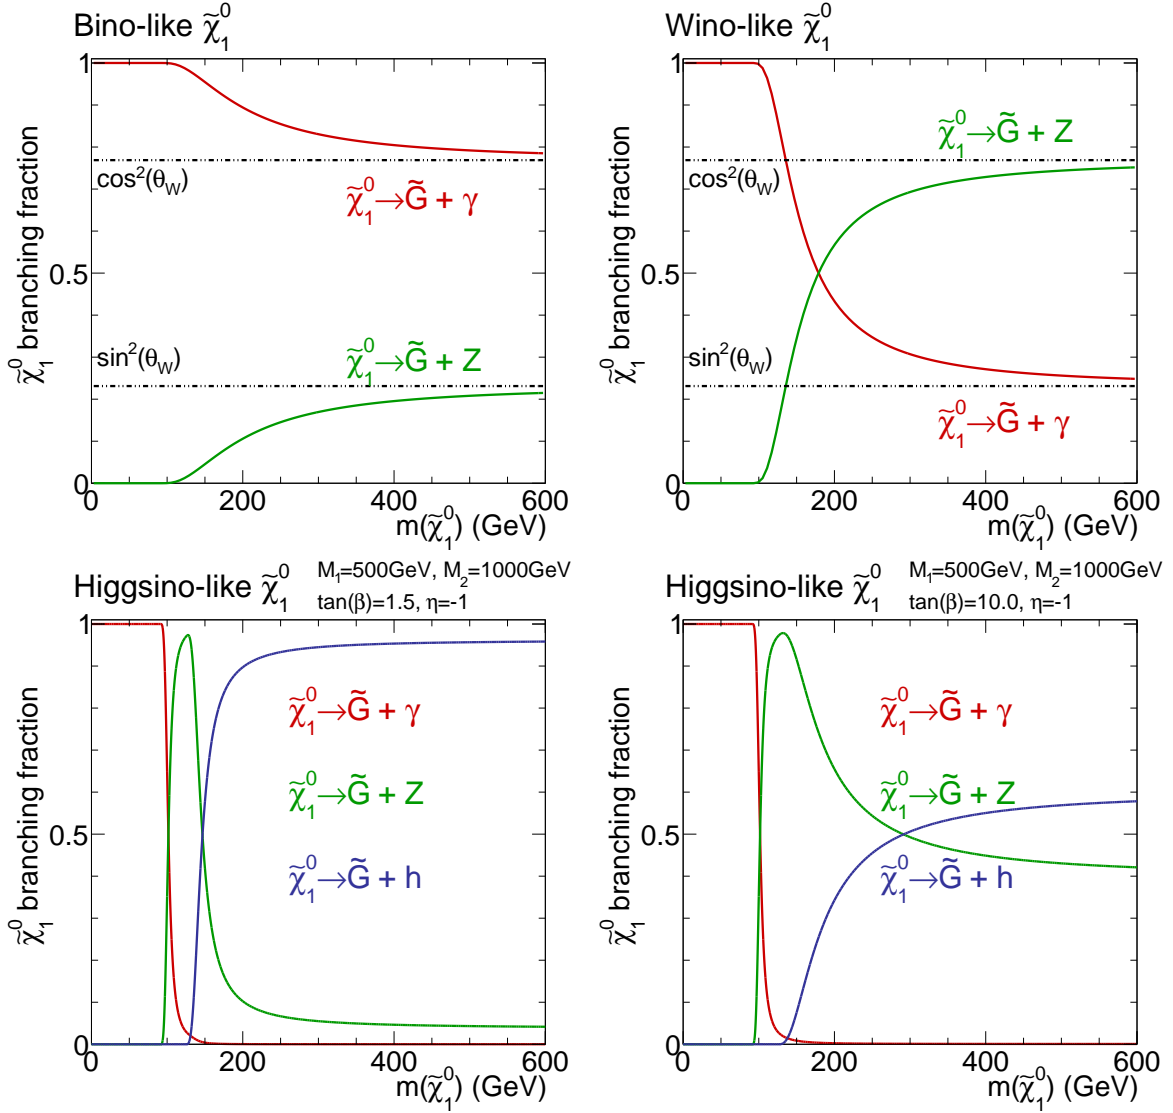 Bino-like χ̃₁⁰
χ̃₁⁰ branching fraction
1
0.5
0
cos²(θ_W)
χ̃₁⁰→G̃ + γ
sin²(θ_W)
χ̃₁⁰→G̃ + Z
0 200 400 600
m(χ̃₁⁰) (GeV)
Wino-like χ̃₁⁰
χ̃₁⁰ branching fraction
1
0.5
0
χ̃₁⁰→G̃ + Z
cos²(θ_W)
sin²(θ_W)
χ̃₁⁰→G̃ + γ
0 200 400 600
m(χ̃₁⁰) (GeV)
Higgsino-like χ̃₁⁰
M₁=500GeV, M₂=1000GeV
tan(β)=1.5, η=-1
χ̃₁⁰ branching fraction
1
0.5
0
χ̃₁⁰→G̃ + γ
χ̃₁⁰→G̃ + Z
χ̃₁⁰→G̃ + h
0 200 400 600
m(χ̃₁⁰) (GeV)
Higgsino-like χ̃₁⁰
M₁=500GeV, M₂=1000GeV
tan(β)=10.0, η=-1
χ̃₁⁰ branching fraction
1
0.5
0
χ̃₁⁰→G̃ + γ
χ̃₁⁰→G̃ + Z
χ̃₁⁰→G̃ + h
0 200 400 600
m(χ̃₁⁰) (GeV)